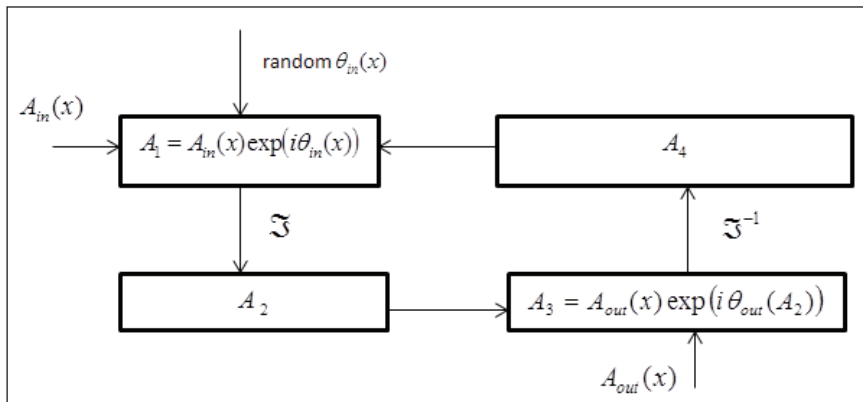 random θ_in(x)
A_in(x)
A_1 = A_in(x) exp(iθ_in(x))
A_4
ℑ
ℑ^-1
A_2
A_3 = A_out(x) exp(i θ_out(A_2))
A_out(x)